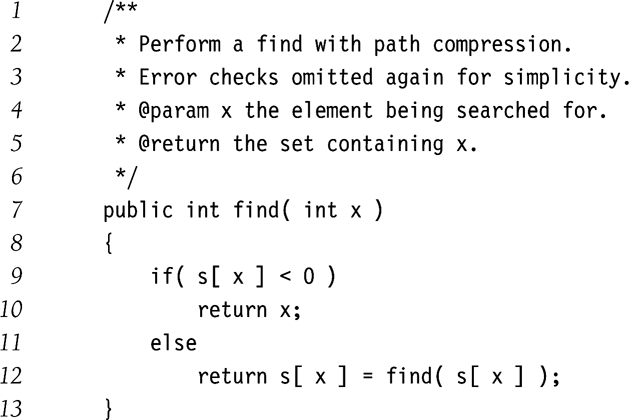 1 /**
2  * Perform a find with path compression.
3  * Error checks omitted again for simplicity.
4  * @param x the element being searched for.
5  * @return the set containing x.
6  */
7 public int find( int x )
8 {
9     if( s[ x ] < 0 )
10         return x;
11     else
12         return s[ x ] = find( s[ x ] );
13 }